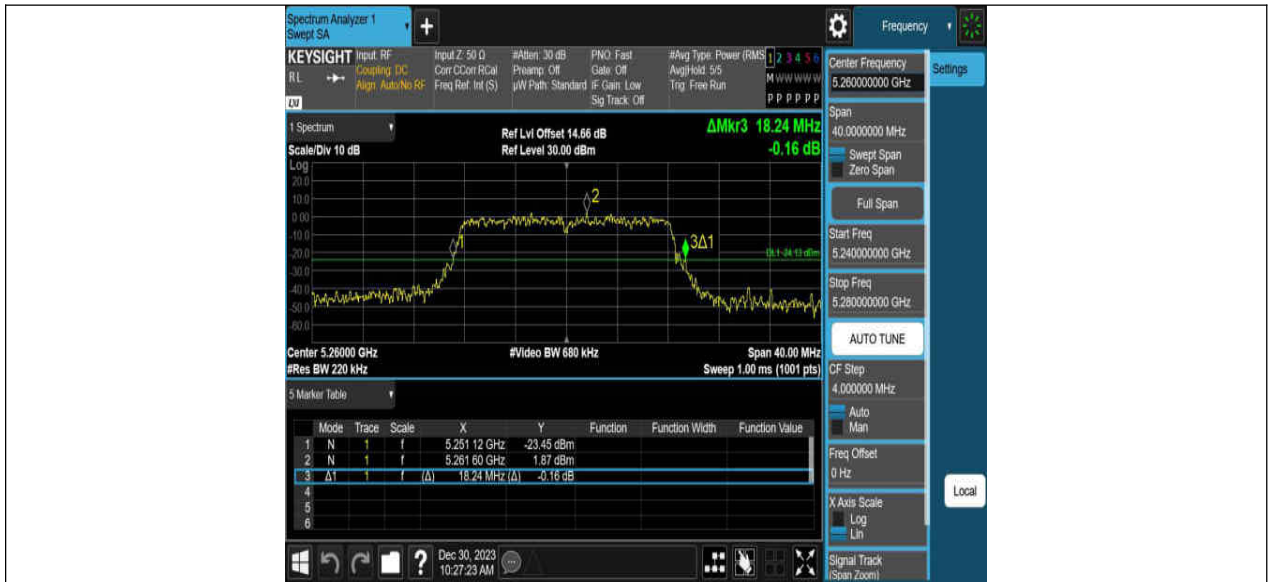 Spectrum Analyzer 1
Swept SA
+
Frequency
KEYSIGHT
RL
LXI
Input: RF
Coupling: DC
Align: Auto/No RF
Input Z: 50 Ω
Corr CCorr RCal
Freq Ref: Int (S)
#Atten: 30 dB
Preamp: Off
µW Path: Standard
PNO: Fast
Gate: Off
IF Gain: Low
Sig Track: Off
#Avg Type: Power (RMS
Avg|Hold: 5/5
Trig: Free Run
1 2 3 4 5 6
M W W W W W
P P P P P P
1 Spectrum
Scale/Div 10 dB
Ref Lvl Offset 14.66 dB
Ref Level 30.00 dBm
ΔMkr3 18.24 MHz
-0.16 dB
Log
20.0
10.0
0.00
-10.0
-20.0
-30.0
-40.0
-50.0
-60.0
1
2
3Δ1
DL1 -24.13 dBm
Center 5.26000 GHz
#Video BW 680 kHz
Span 40.00 MHz
#Res BW 220 kHz
Sweep 1.00 ms (1001 pts)
5 Marker Table
Mode Trace Scale X Y Function Function Width Function Value
1 N 1 f 5.251 12 GHz -23.45 dBm
2 N 1 f 5.261 60 GHz 1.87 dBm
3 Δ1 1 f (Δ) 18.24 MHz (Δ) -0.16 dB
4
5
6
?
Dec 30, 2023
10:27:23 AM
Center Frequency
5.260000000 GHz
Settings
Span
40.0000000 MHz
Swept Span
Zero Span
Full Span
Start Freq
5.240000000 GHz
Stop Freq
5.280000000 GHz
AUTO TUNE
CF Step
4.000000 MHz
Auto
Man
Freq Offset
0 Hz
Local
X Axis Scale
Log
Lin
Signal Track
(Span Zoom)